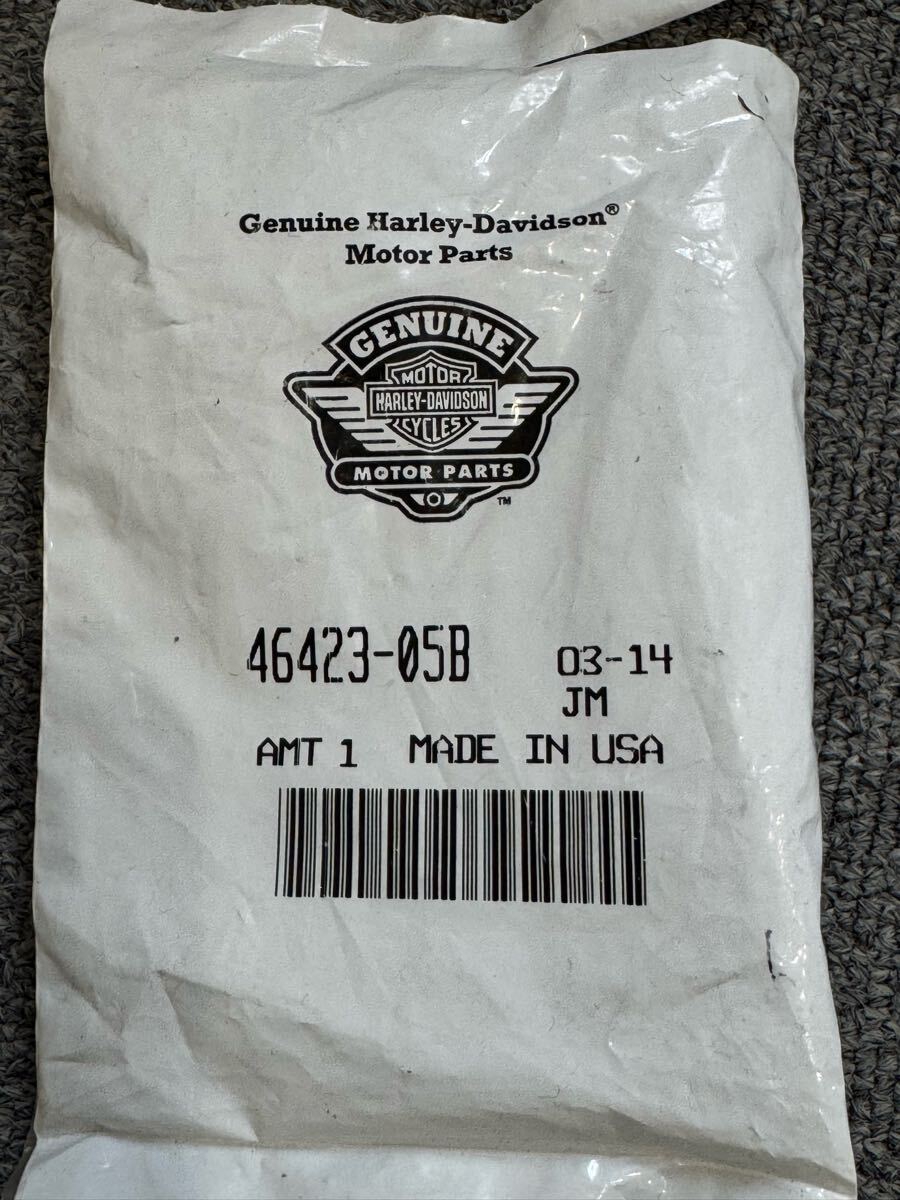 Genuine Harley-Davidson®
Motor Parts
GENUINE
MOTOR
HARLEY-DAVIDSON
CYCLES
MOTOR PARTS
™
46423-05B 03-14
JM
AMT 1 MADE IN USA